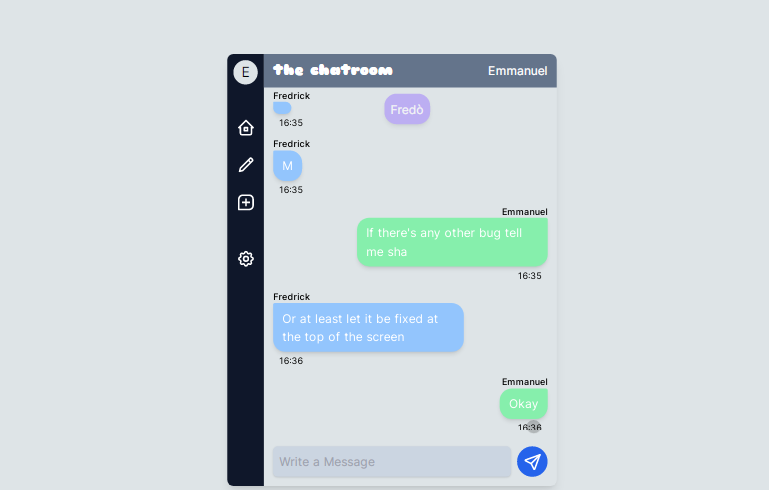 E
the chatroom
Emmanuel
Fredrick
Fredò
16:35
Fredrick
M
16:35
Emmanuel
If there's any other bug tell
me sha
16:35
Fredrick
Or at least let it be fixed at
the top of the screen
16:36
Emmanuel
Okay
16:36
Write a Message